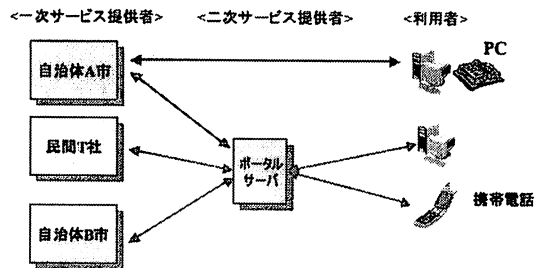 <一次サービス提供者>
<二次サービス提供者>
<利用者>
自治体A市
PC
民間T社
ポータル
サーバ
携帯電話
自治体B市